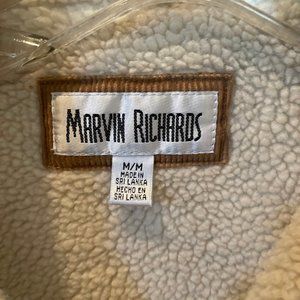 MARVIN RICHARDS
M/M
MADE IN
SRI LANKA
HECHO EN
SRI LANKA